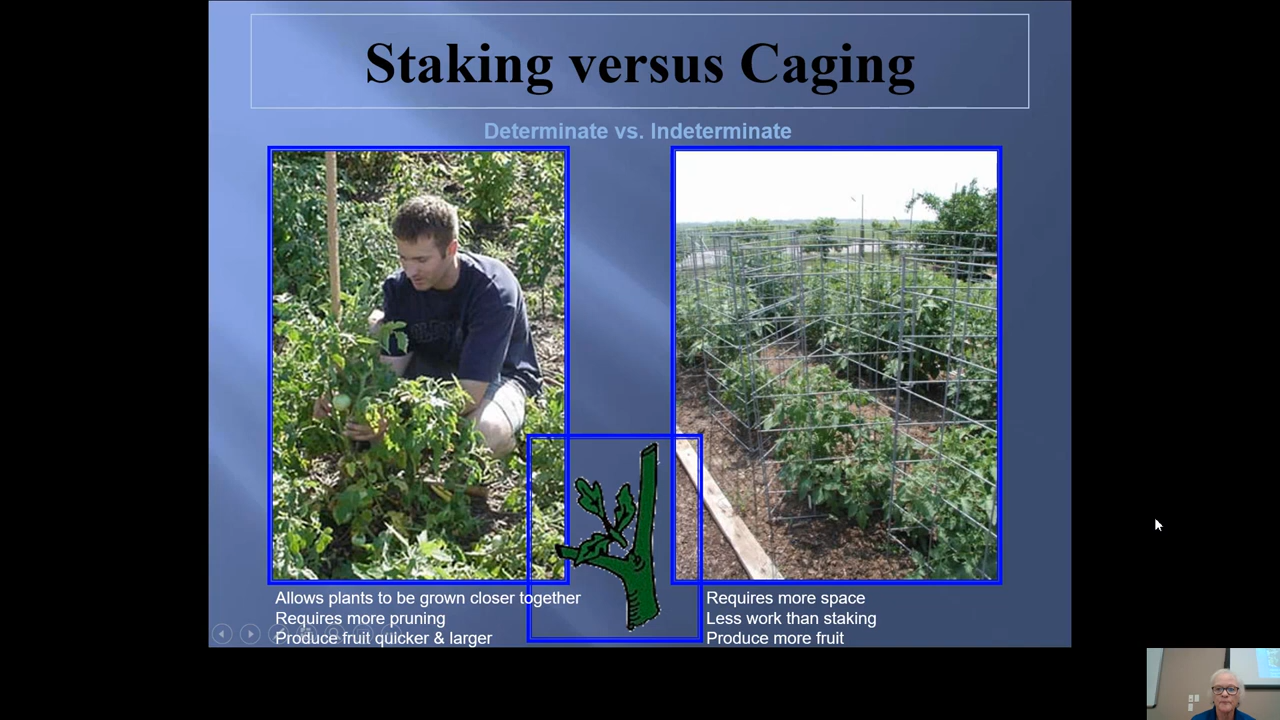 Staking versus Caging
Determinate vs. Indeterminate
Allows plants to be grown closer together
Requires more pruning
Produce fruit quicker & larger
Requires more space
Less work than staking
Produce more fruit